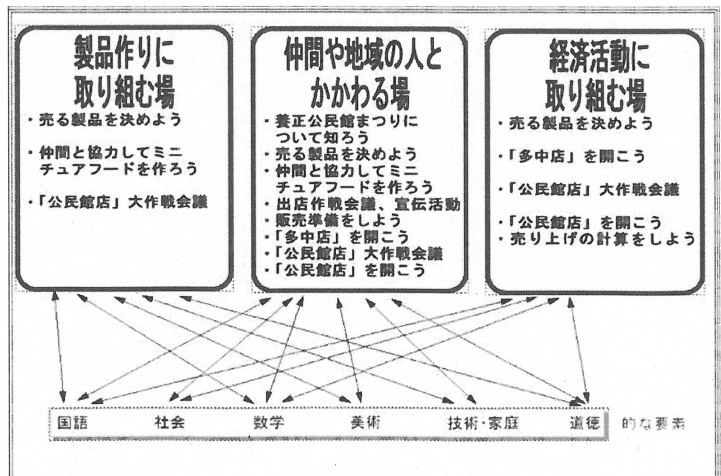 製品作りに
取り組む場
・売る製品を決めよう
・仲間と協力してミニ
チュアフードを作ろう
・「公民館店」大作戦会議
仲間や地域の人と
かかわる場
・養正公民館まつりに
ついて知ろう
・売る製品を決めよう
・仲間と協力してミニ
チュアフードを作ろう
・出店作戦会議、宣伝活動
・販売準備をしよう
・「多中店」を開こう
・「公民館店」大作戦会議
・「公民館店」を開こう
経済活動に
取り組む場
・売る製品を決めよう
・「多中店」を開こう
・「公民館店」大作戦会議
・「公民館店」を開こう
・売り上げの計算をしよう
国語 社会 数学 美術 技術・家庭 道徳 的な要素